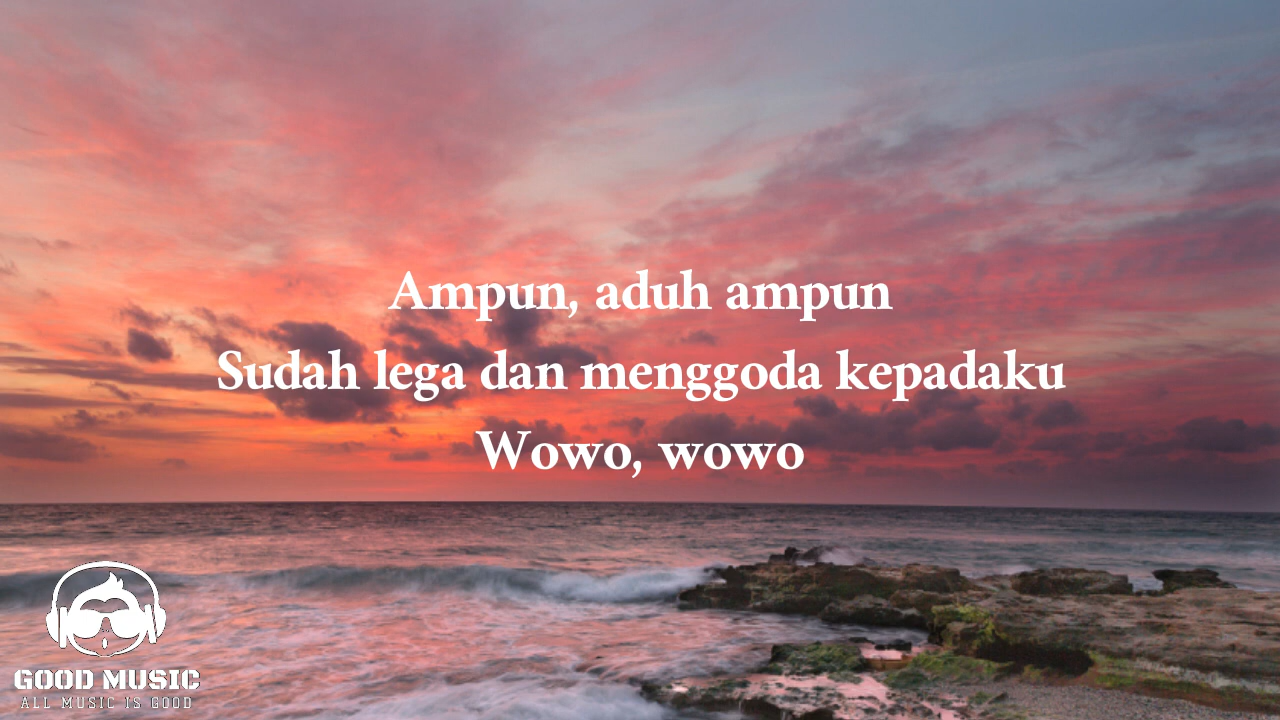 Ampun, aduh ampun
Sudah lega dan menggoda kepadaku
Wowo, wowo
GOOD MUSIC
ALL MUSIC IS GOOD